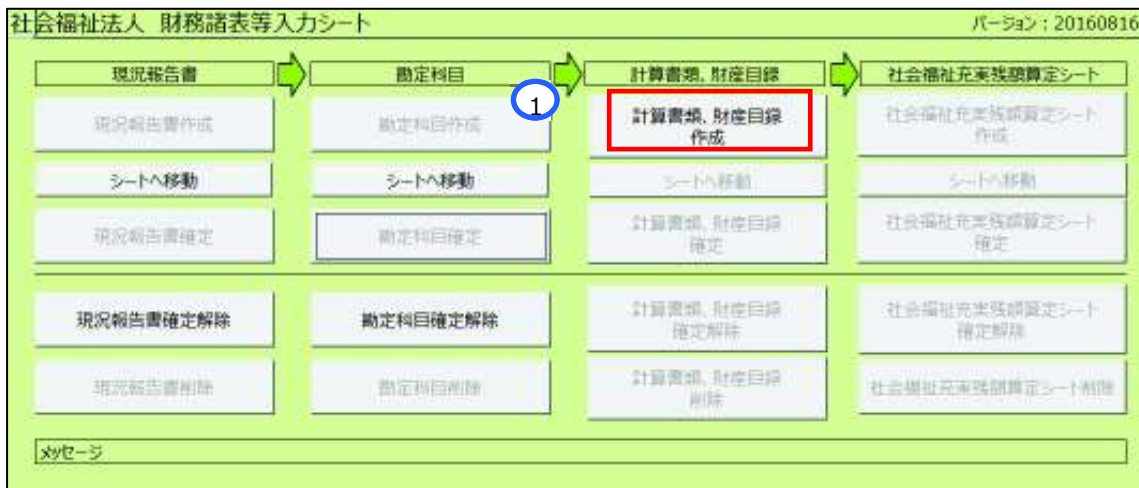 社会福祉法人 財務諸表等入力シート
バージョン:20160816
現況報告書
勘定科目
計算書類、財産目録
社会福祉充実残額算定シート
現況報告書作成
勘定科目作成
1
計算書類、財産目録
作成
社会福祉充実残額算定シート
作成
シートへ移動
シートへ移動
シートへ移動
シートへ移動
現況報告書確定
勘定科目確定
計算書類、財産目録
確定
社会福祉充実残額算定シート
確定
現況報告書確定解除
勘定科目確定解除
計算書類、財産目録
確定解除
社会福祉充実残額算定シート
確定解除
現況報告書削除
勘定科目削除
計算書類、財産目録
削除
社会福祉充実残額算定シート削除
メッセージ